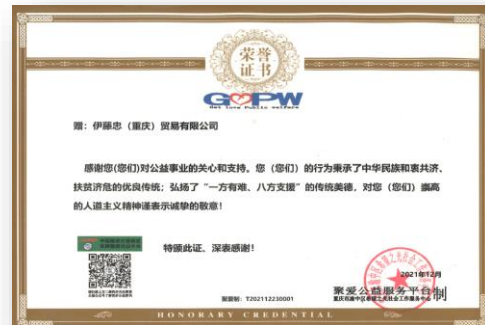 荣誉
证书
GOPW
Get love Public welfare
赠：伊藤忠（重庆）贸易有限公司
感谢您(您们)对公益事业的关心和支持。您（您们）的行为秉承了中华民族和衷共济、
扶贫济危的优良传统；弘扬了“一方有难、八方支援”的传统美德，对您（您们）崇高
的人道主义精神谨表示诚挚的敬意！
特颁此证、深表感谢！
2021年12月
聚爱公益服务平台制
T202112230001
HONORARY CREDENTIAL